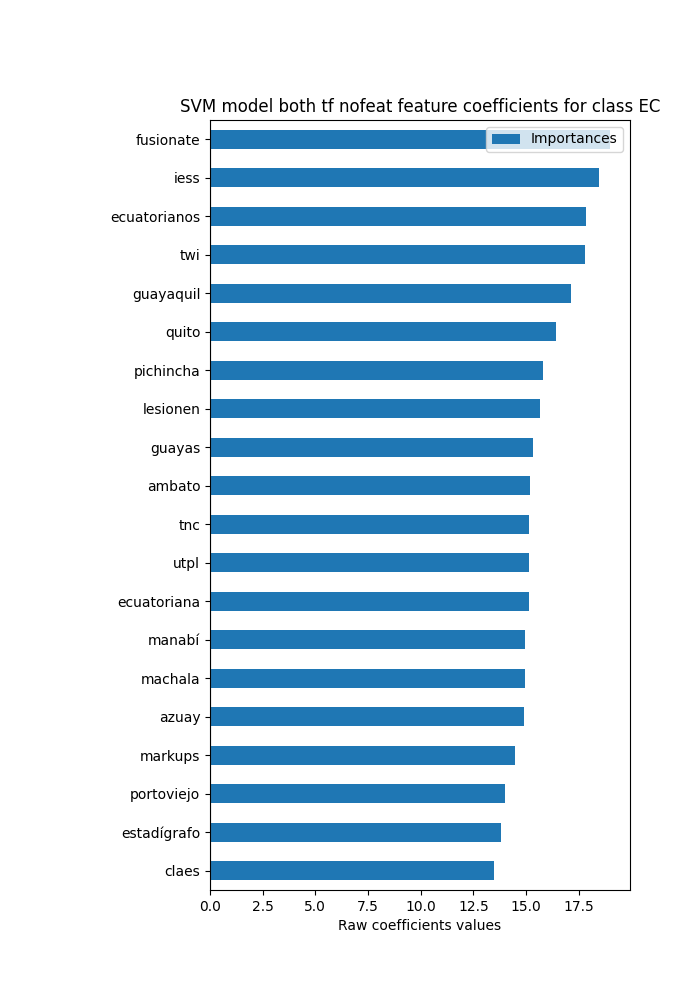 SVM model both tf nofeat feature coefficients for class EC
Importances
fusionate
iess
ecuatorianos
twi
guayaquil
quito
pichincha
lesionen
guayas
ambato
tnc
utpl
ecuatoriana
manabí
machala
azuay
markups
portoviejo
estadígrafo
claes
0.0 2.5 5.0 7.5 10.0 12.5 15.0 17.5
Raw coefficients values